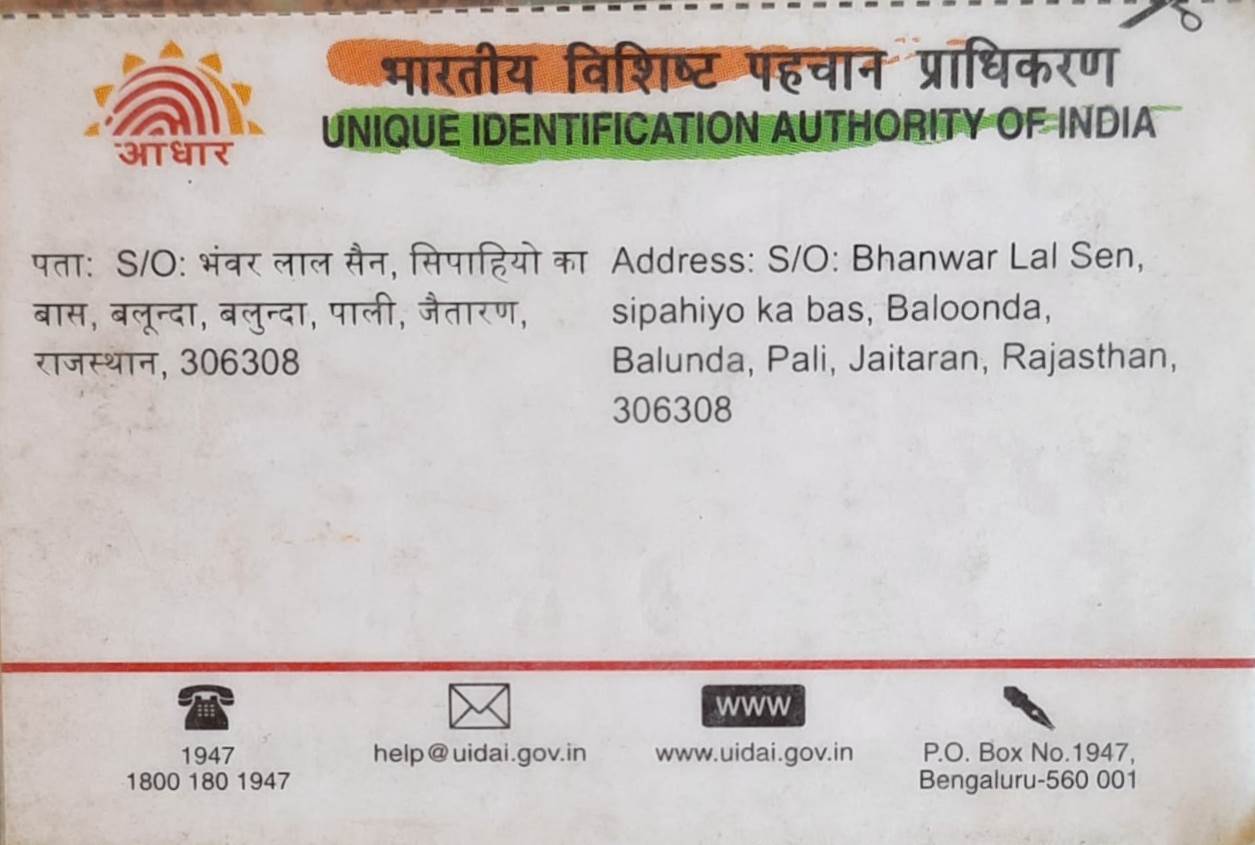 भारतीय विशिष्ट पहचान प्राधिकरण
UNIQUE IDENTIFICATION AUTHORITY OF INDIA
आधार
पता: S/O: भंवर लाल सैन, सिपाहियो का
बास, बलून्दा, बलुन्दा, पाली, जैतारण,
राजस्थान, 306308
Address: S/O: Bhanwar Lal Sen,
sipahiyo ka bas, Baloonda,
Balunda, Pali, Jaitaran, Rajasthan,
306308
1947
1800 180 1947
help@uidai.gov.in
www
www.uidai.gov.in
P.O. Box No.1947,
Bengaluru-560 001